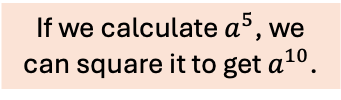 If we calculate a⁵, we
can square it to get a¹⁰.